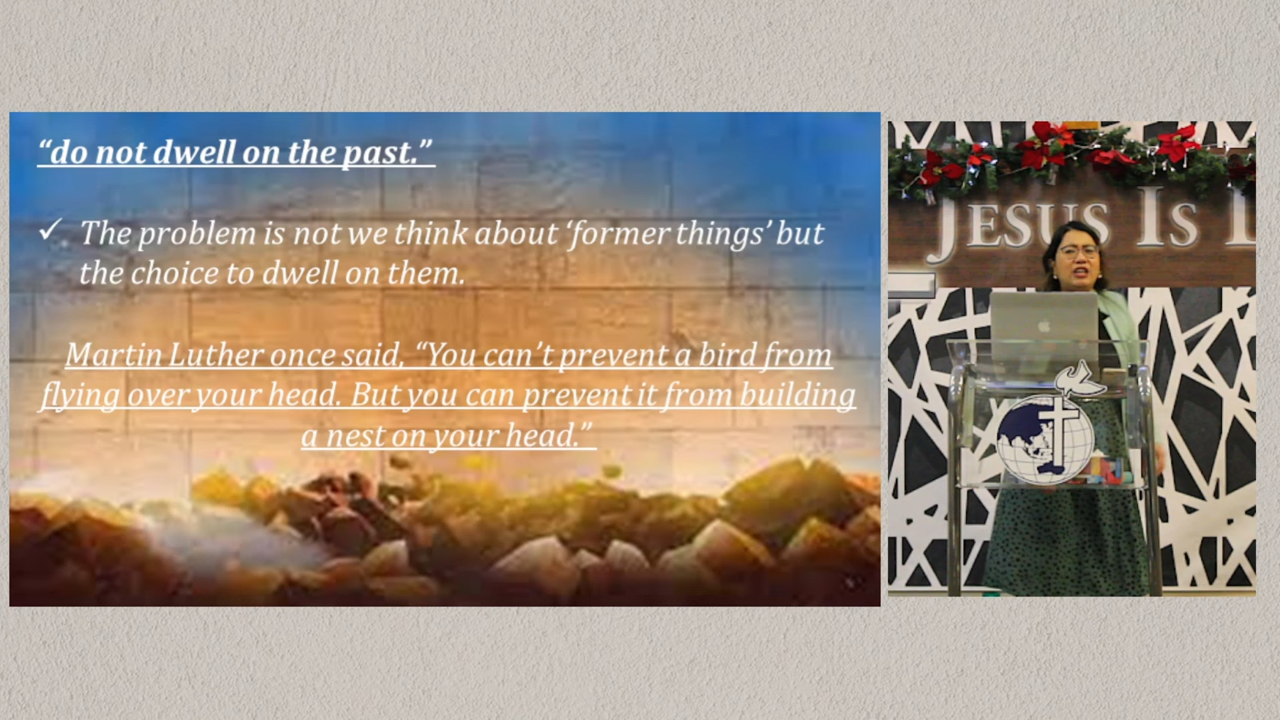 “do not dwell on the past.”
✓ The problem is not we think about ‘former things’ but
the choice to dwell on them.
Martin Luther once said, “You can’t prevent a bird from
flying over your head. But you can prevent it from building
a nest on your head.”
JESUS IS